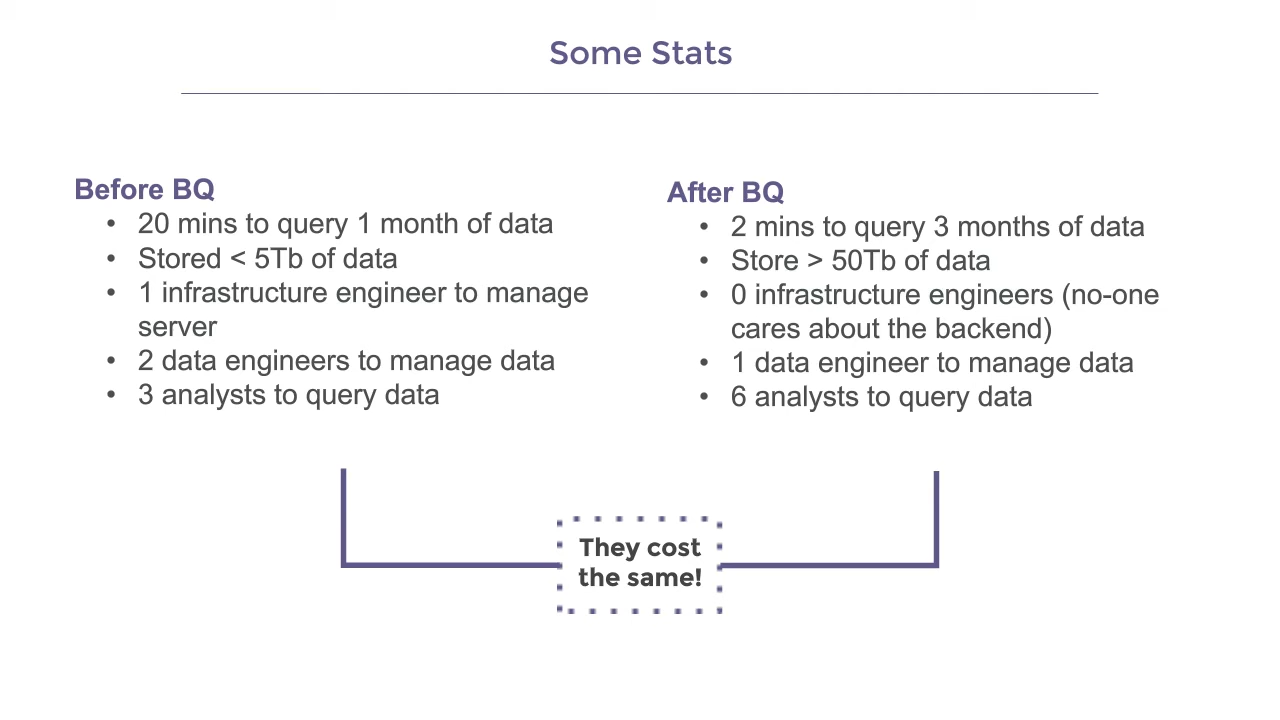 Some Stats
Before BQ
• 20 mins to query 1 month of data
• Stored < 5Tb of data
• 1 infrastructure engineer to manage
server
• 2 data engineers to manage data
• 3 analysts to query data
After BQ
• 2 mins to query 3 months of data
• Store > 50Tb of data
• 0 infrastructure engineers (no-one
cares about the backend)
• 1 data engineer to manage data
• 6 analysts to query data
They cost
the same!